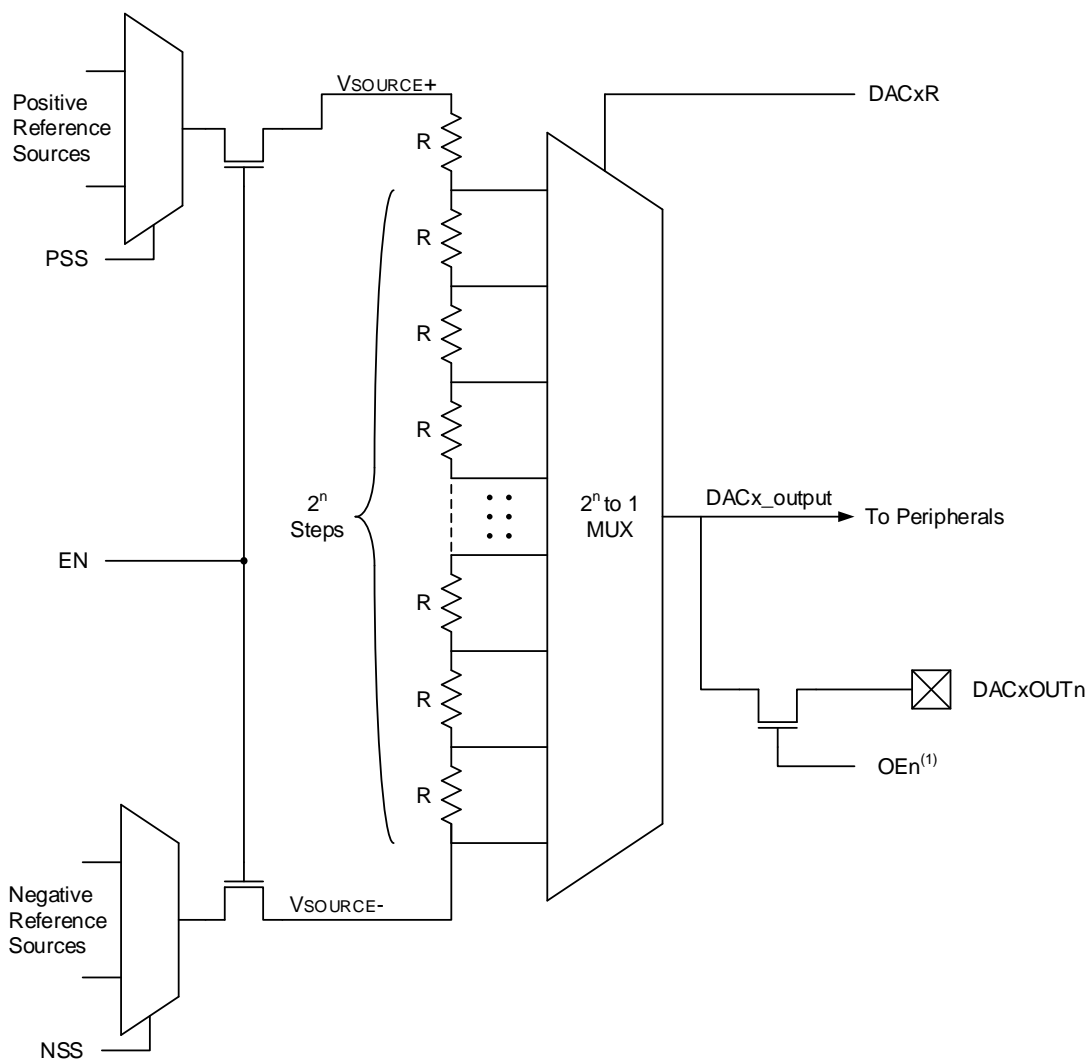 VSOURCE+
DACxR
Positive
Reference
Sources
R
PSS
R
R
R
2ⁿ
Steps
2ⁿ to 1
MUX
DACx_output
To Peripherals
EN
R
R
DACxOUTn
OEn⁽¹⁾
R
Negative
Reference
Sources
VSOURCE-
NSS